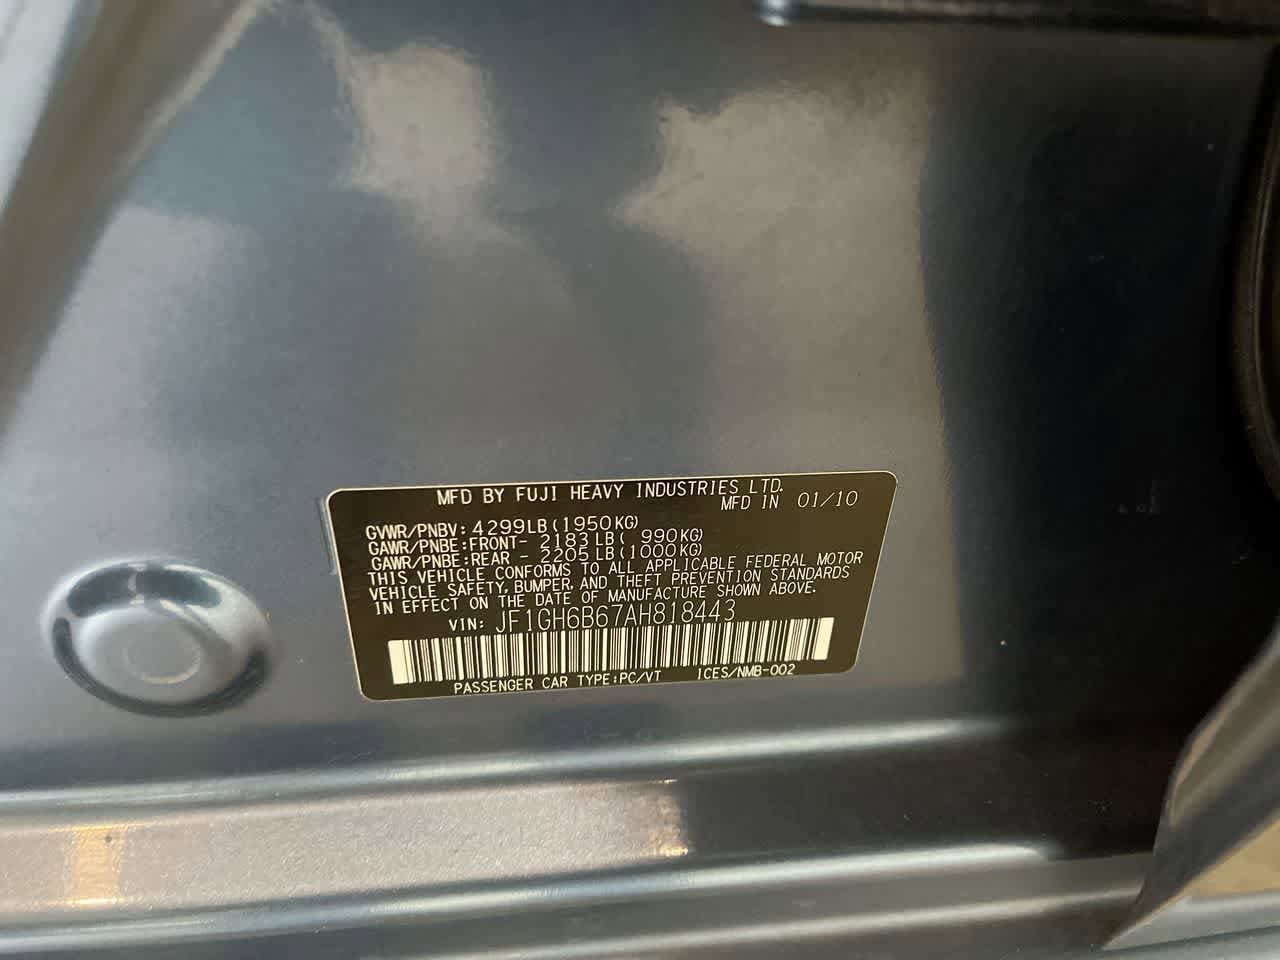 MFD BY FUJI HEAVY INDUSTRIES LTD.
MFD IN 01/10
GVWR/PNBV: 4299LB(1950KG)
GAWR/PNBE:FRONT- 2183LB( 990KG)
GAWR/PNBE:REAR - 2205LB(1000KG)
THIS VEHICLE CONFORMS TO ALL APPLICABLE FEDERAL MOTOR
VEHICLE SAFETY, BUMPER, AND THEFT PREVENTION STANDARDS
IN EFFECT ON THE DATE OF MANUFACTURE SHOWN ABOVE.
VIN: JF1GH6B67AH818443
PASSENGER CAR TYPE:PC/VT ICES/NMB-002